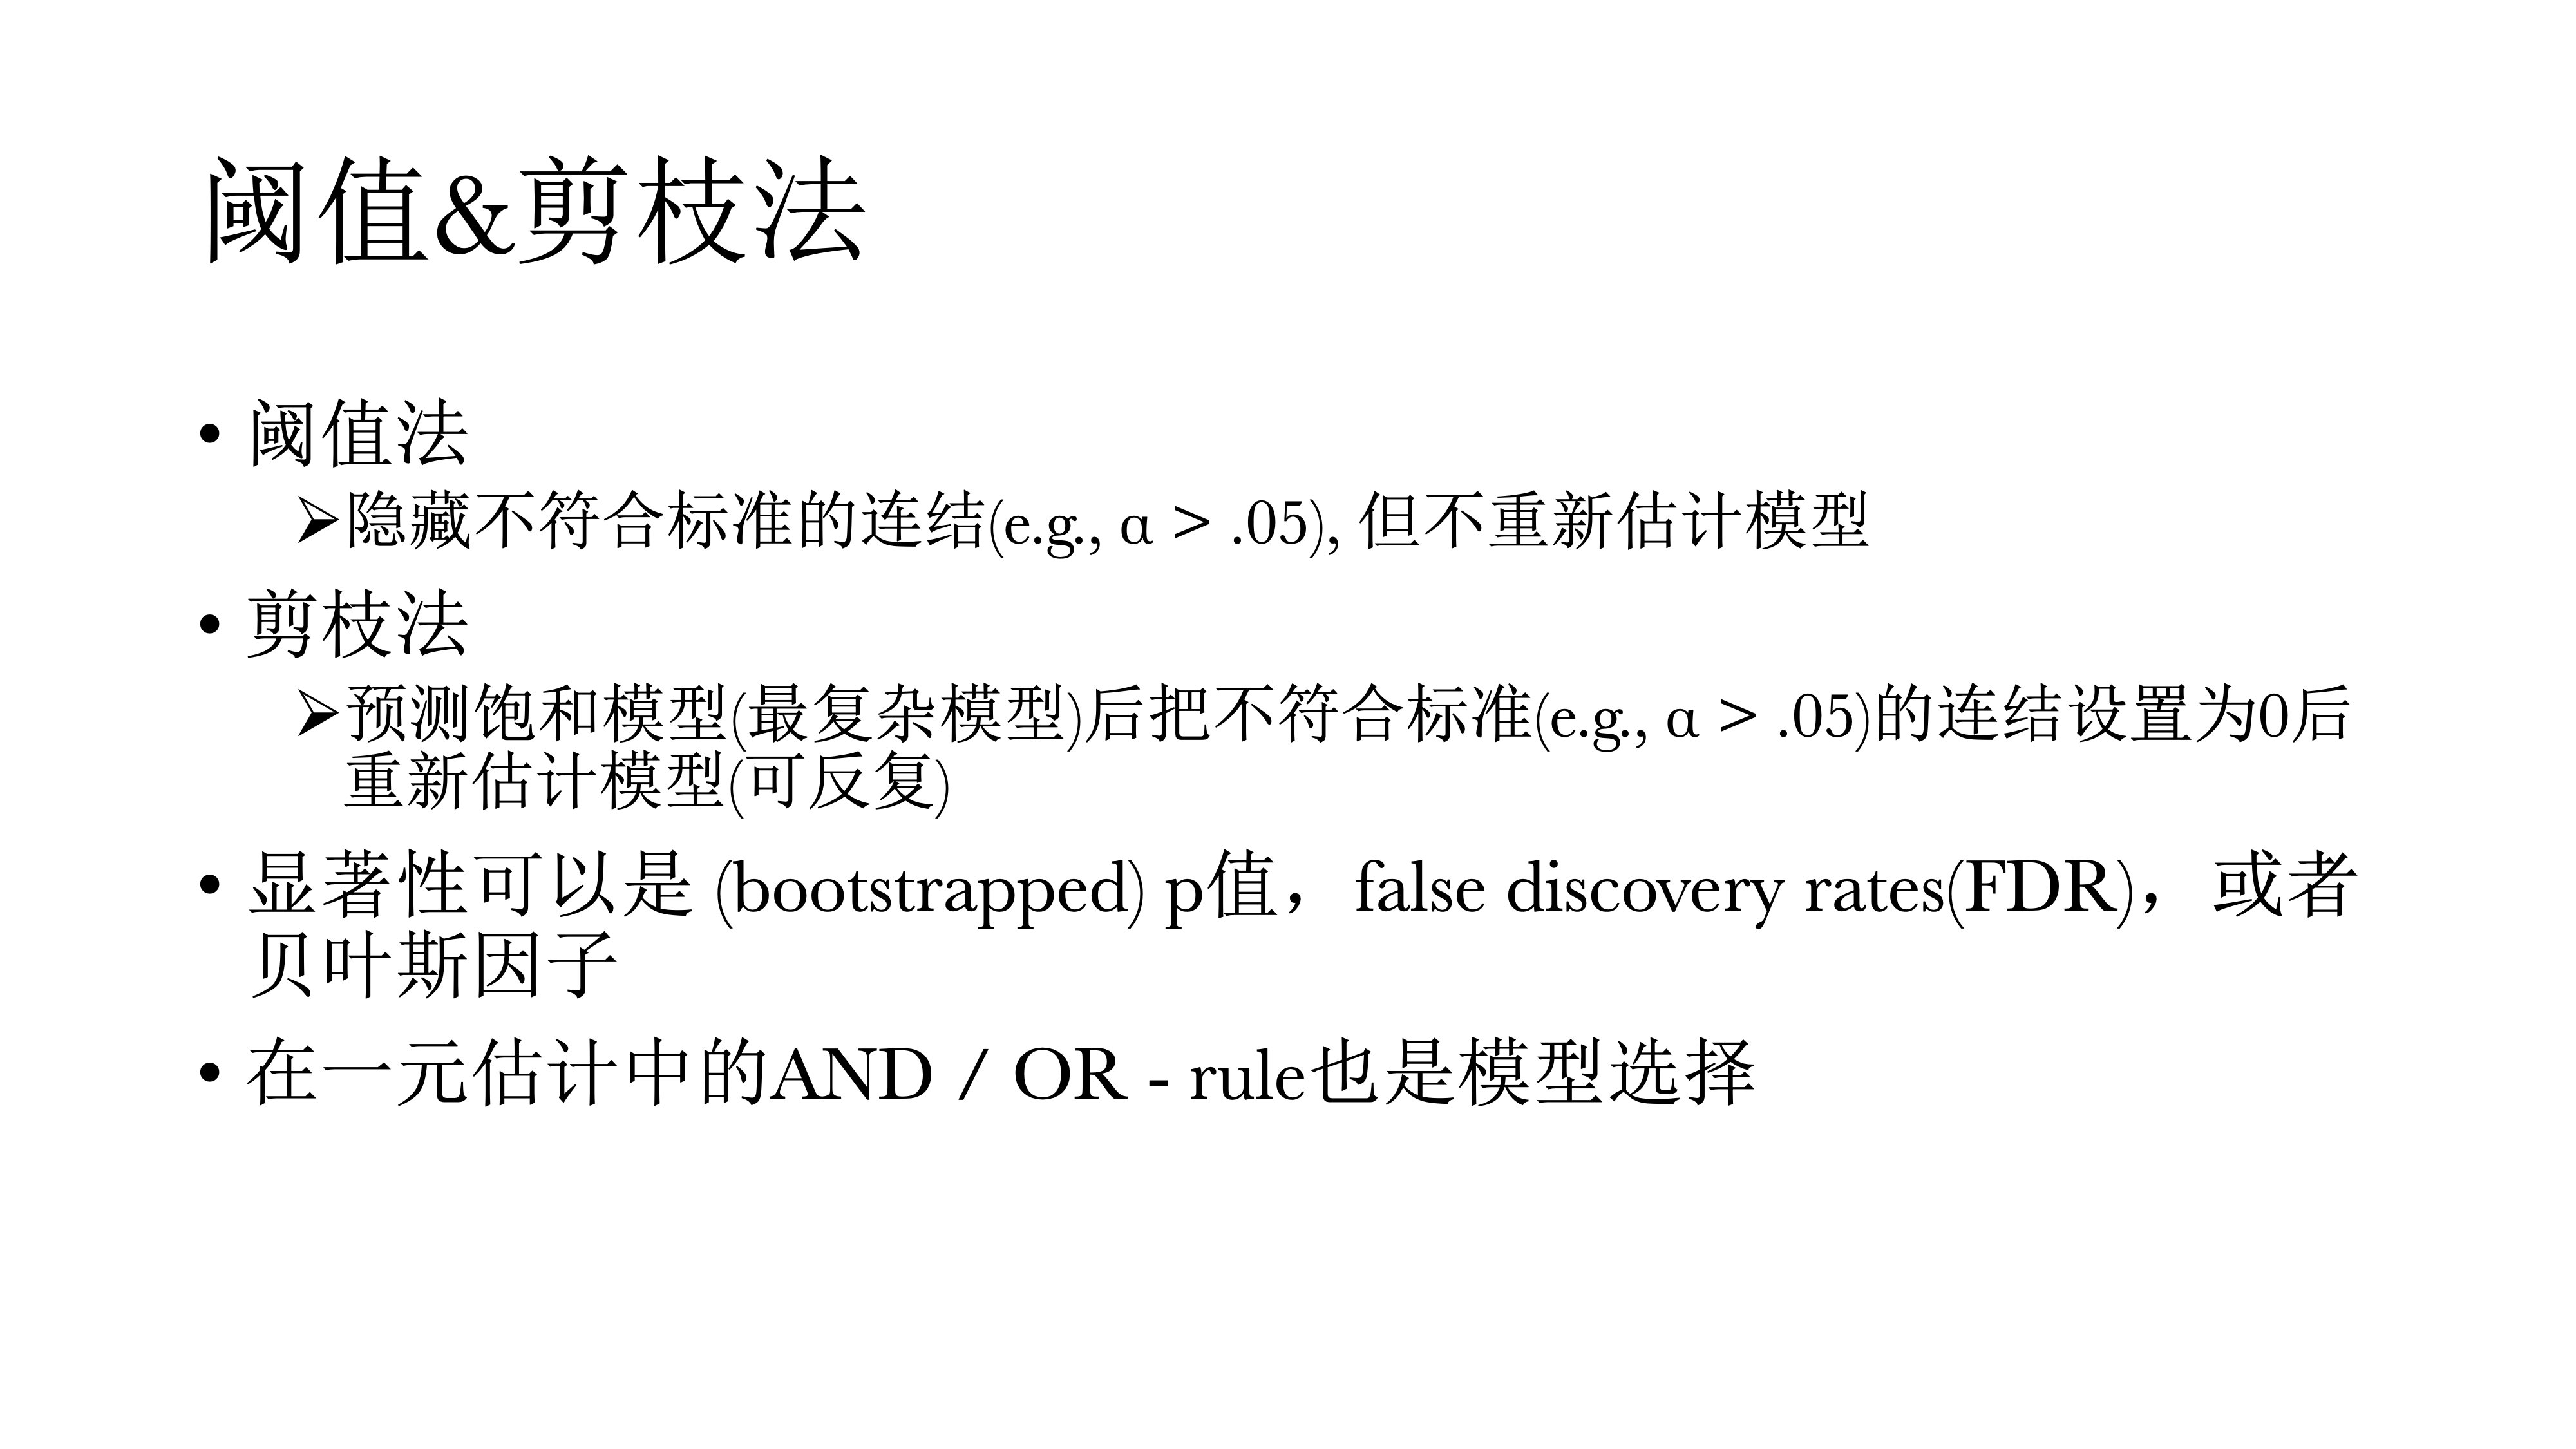 阈值&剪枝法
• 阈值法
➢隐藏不符合标准的连结(e.g., α > .05), 但不重新估计模型
• 剪枝法
➢预测饱和模型(最复杂模型)后把不符合标准(e.g., α > .05)的连结设置为0后
重新估计模型(可反复)
• 显著性可以是 (bootstrapped) p值，false discovery rates(FDR)，或者
贝叶斯因子
• 在一元估计中的AND / OR - rule也是模型选择